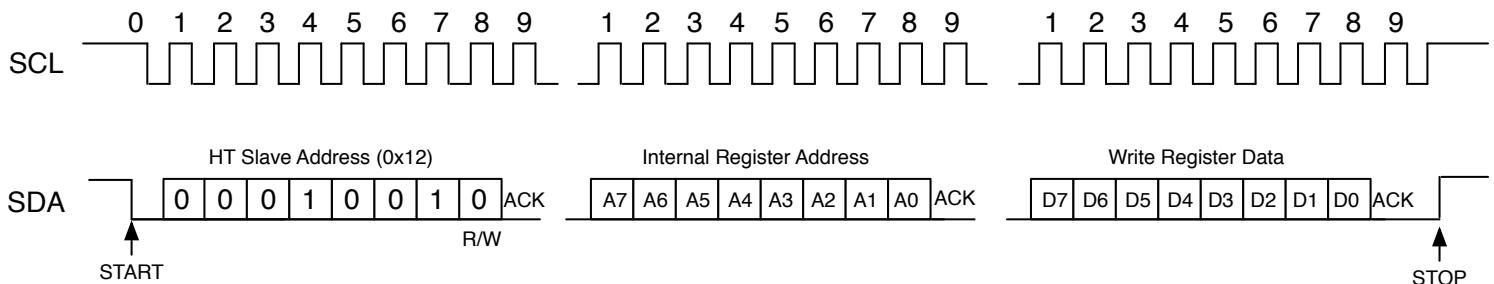 0 1 2 3 4 5 6 7 8 9 1 2 3 4 5 6 7 8 9 1 2 3 4 5 6 7 8 9
SCL
HT Slave Address (0x12) Internal Register Address Write Register Data
SDA 0 0 0 1 0 0 1 0 ACK A7 A6 A5 A4 A3 A2 A1 A0 ACK D7 D6 D5 D4 D3 D2 D1 D0 ACK
R/W
START STOP